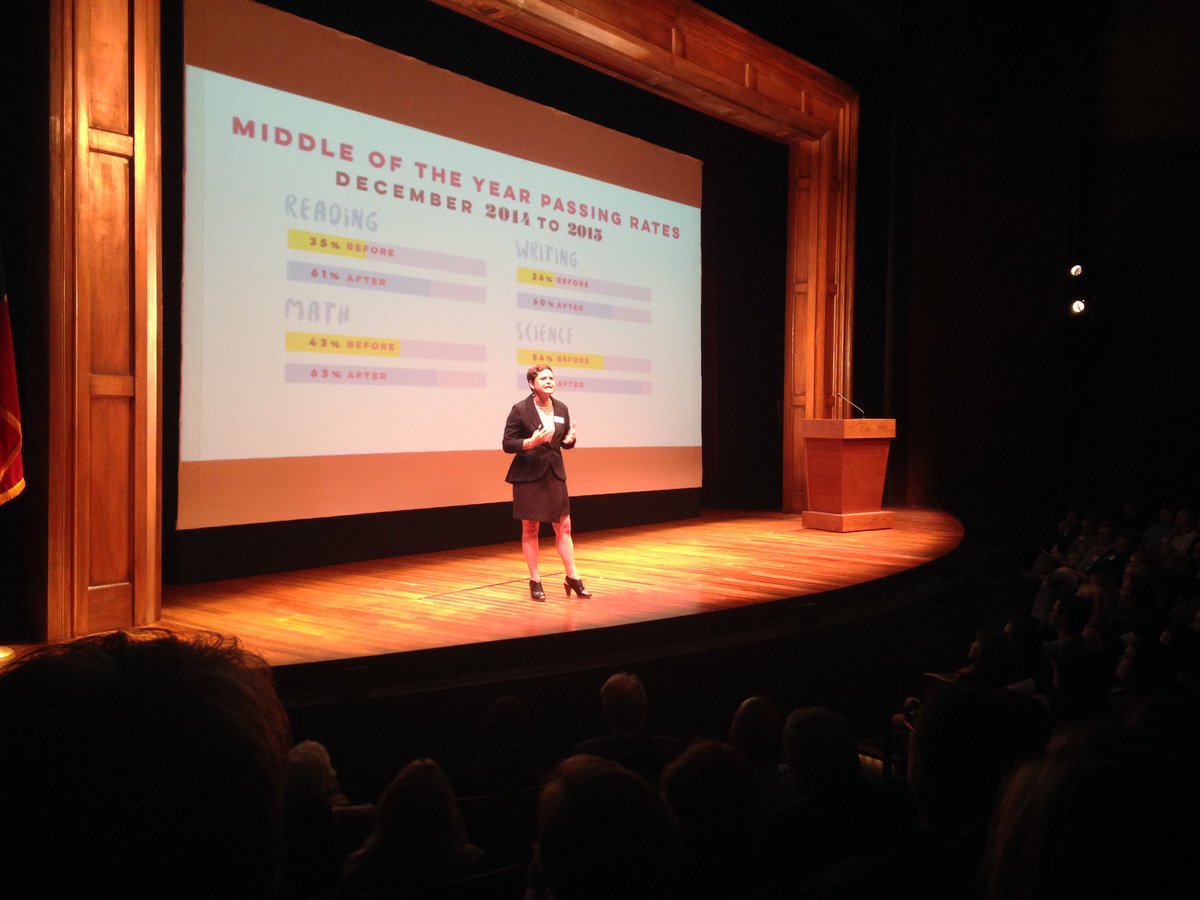 MIDDLE OF THE YEAR PASSING RATES
DECEMBER 2014 TO 2015
READING
35% BEFORE
61% AFTER
MATH
43% BEFORE
63% AFTER
WRITING
26% BEFORE
60% AFTER
SCIENCE
54% BEFORE
AFTER